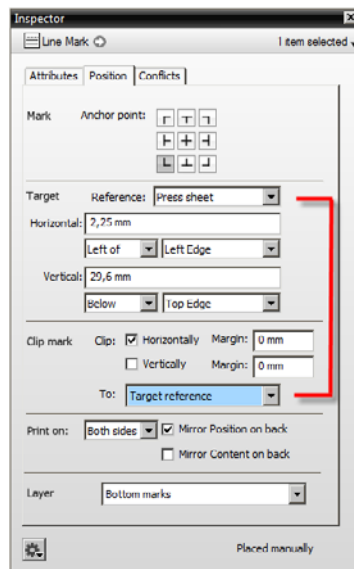 Inspector
Line Mark 1 item selected
Attributes Position Conflicts
Mark Anchor point:
Target Reference: Press sheet
Horizontal: 2,25 mm
Left of Left Edge
Vertical: 29,6 mm
Below Top Edge
Clip mark Clip: Horizontally Margin: 0 mm
Vertically Margin: 0 mm
To: Target reference
Print on: Both sides Mirror Position on back
Mirror Content on back
Layer Bottom marks
Placed manually